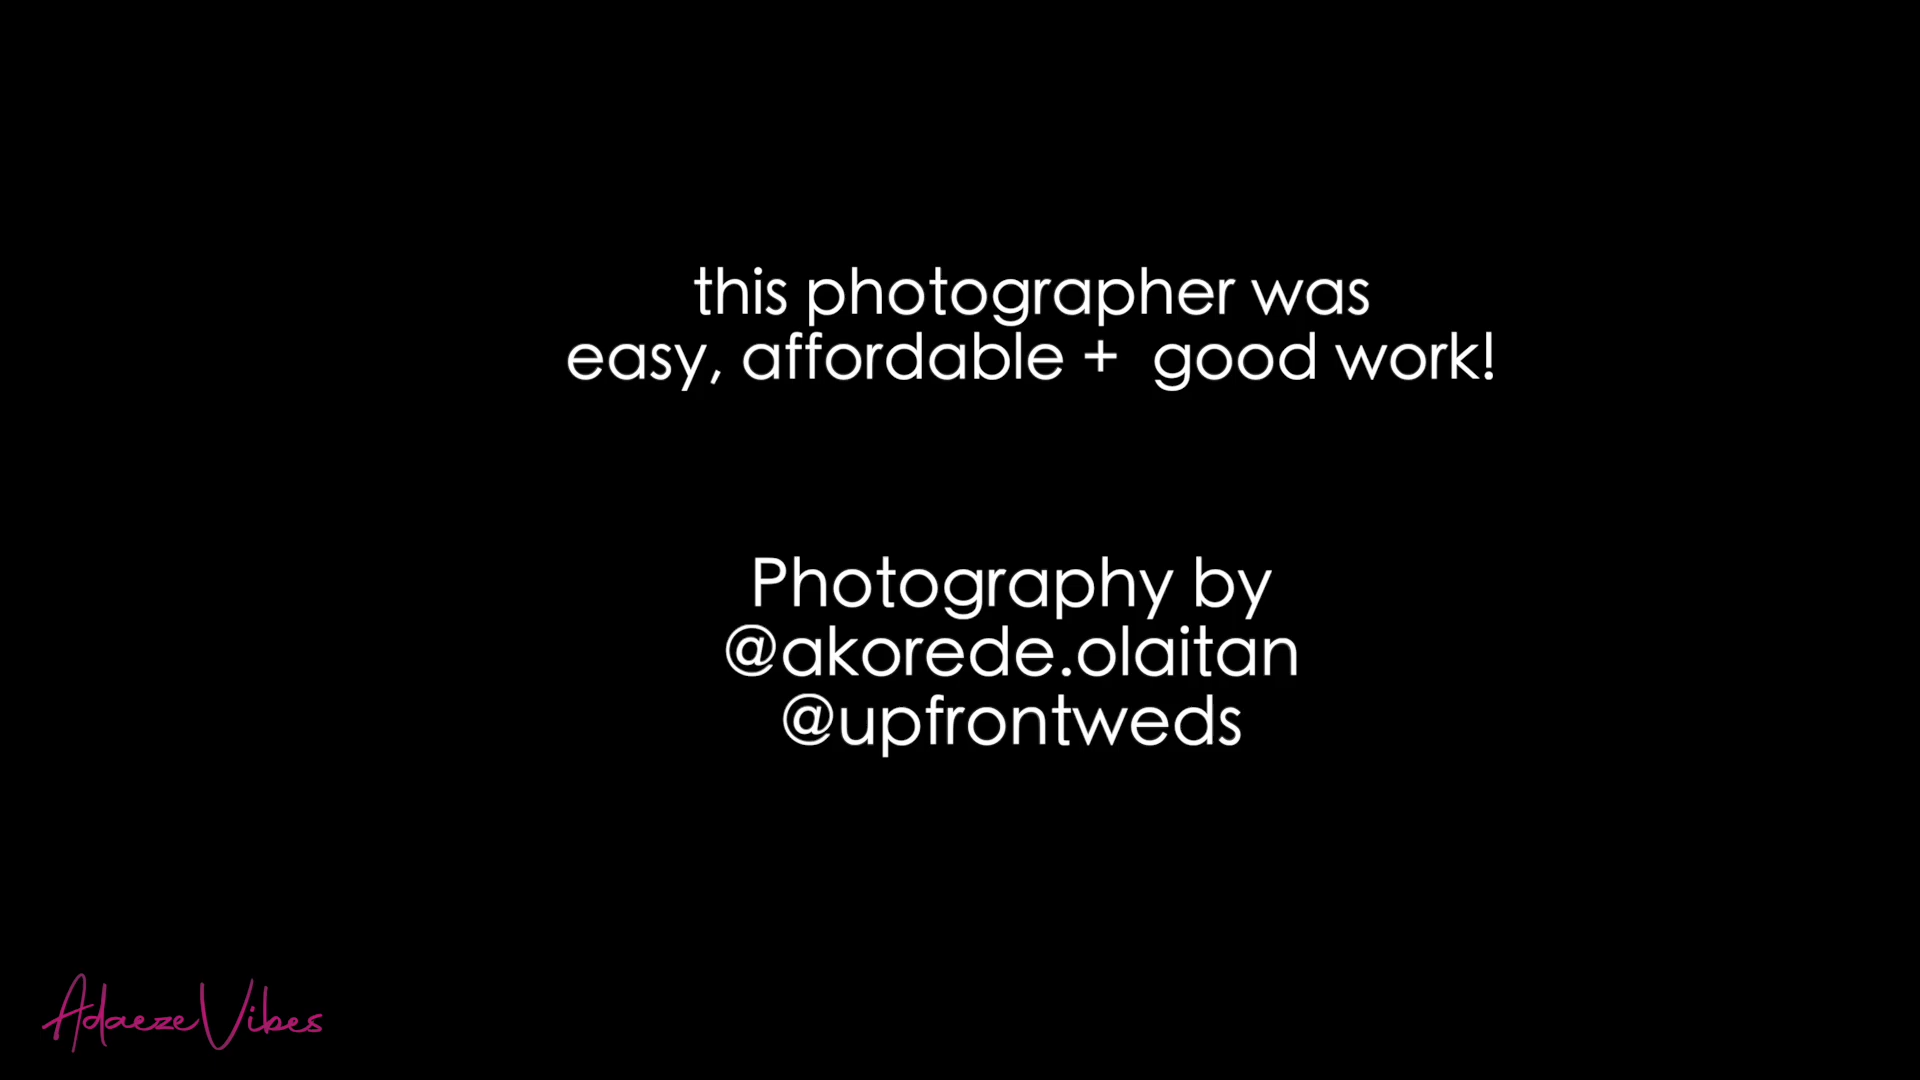 this photographer was
easy, affordable +  good work!
Photography by
@akorede.olaitan
@upfrontweds
AdaezeVibes